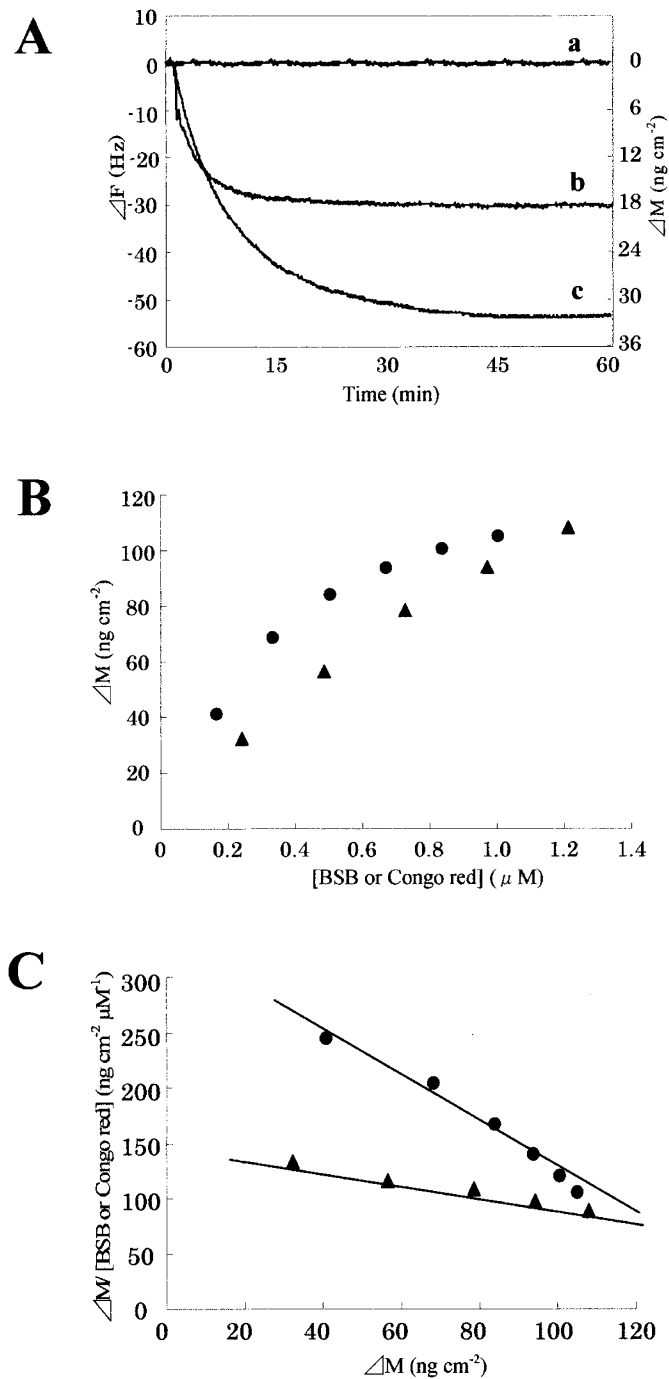 A
10
0
-10
-20
-30
-40
-50
-60
⊿F (Hz)
a
b
c
0
6
12
18
24
30
36
⊿M (ng cm-2)
0 15 30 45 60
Time (min)
B
120
100
80
60
40
20
0
⊿M (ng cm-2)
0 0.2 0.4 0.6 0.8 1.0 1.2 1.4
[BSB or Congo red] ( μ M)
C
300
250
200
150
100
50
0
⊿M/ [BSB or Congo red] (ng cm-2 μM-1)
0 20 40 60 80 100 120
⊿M (ng cm-2)